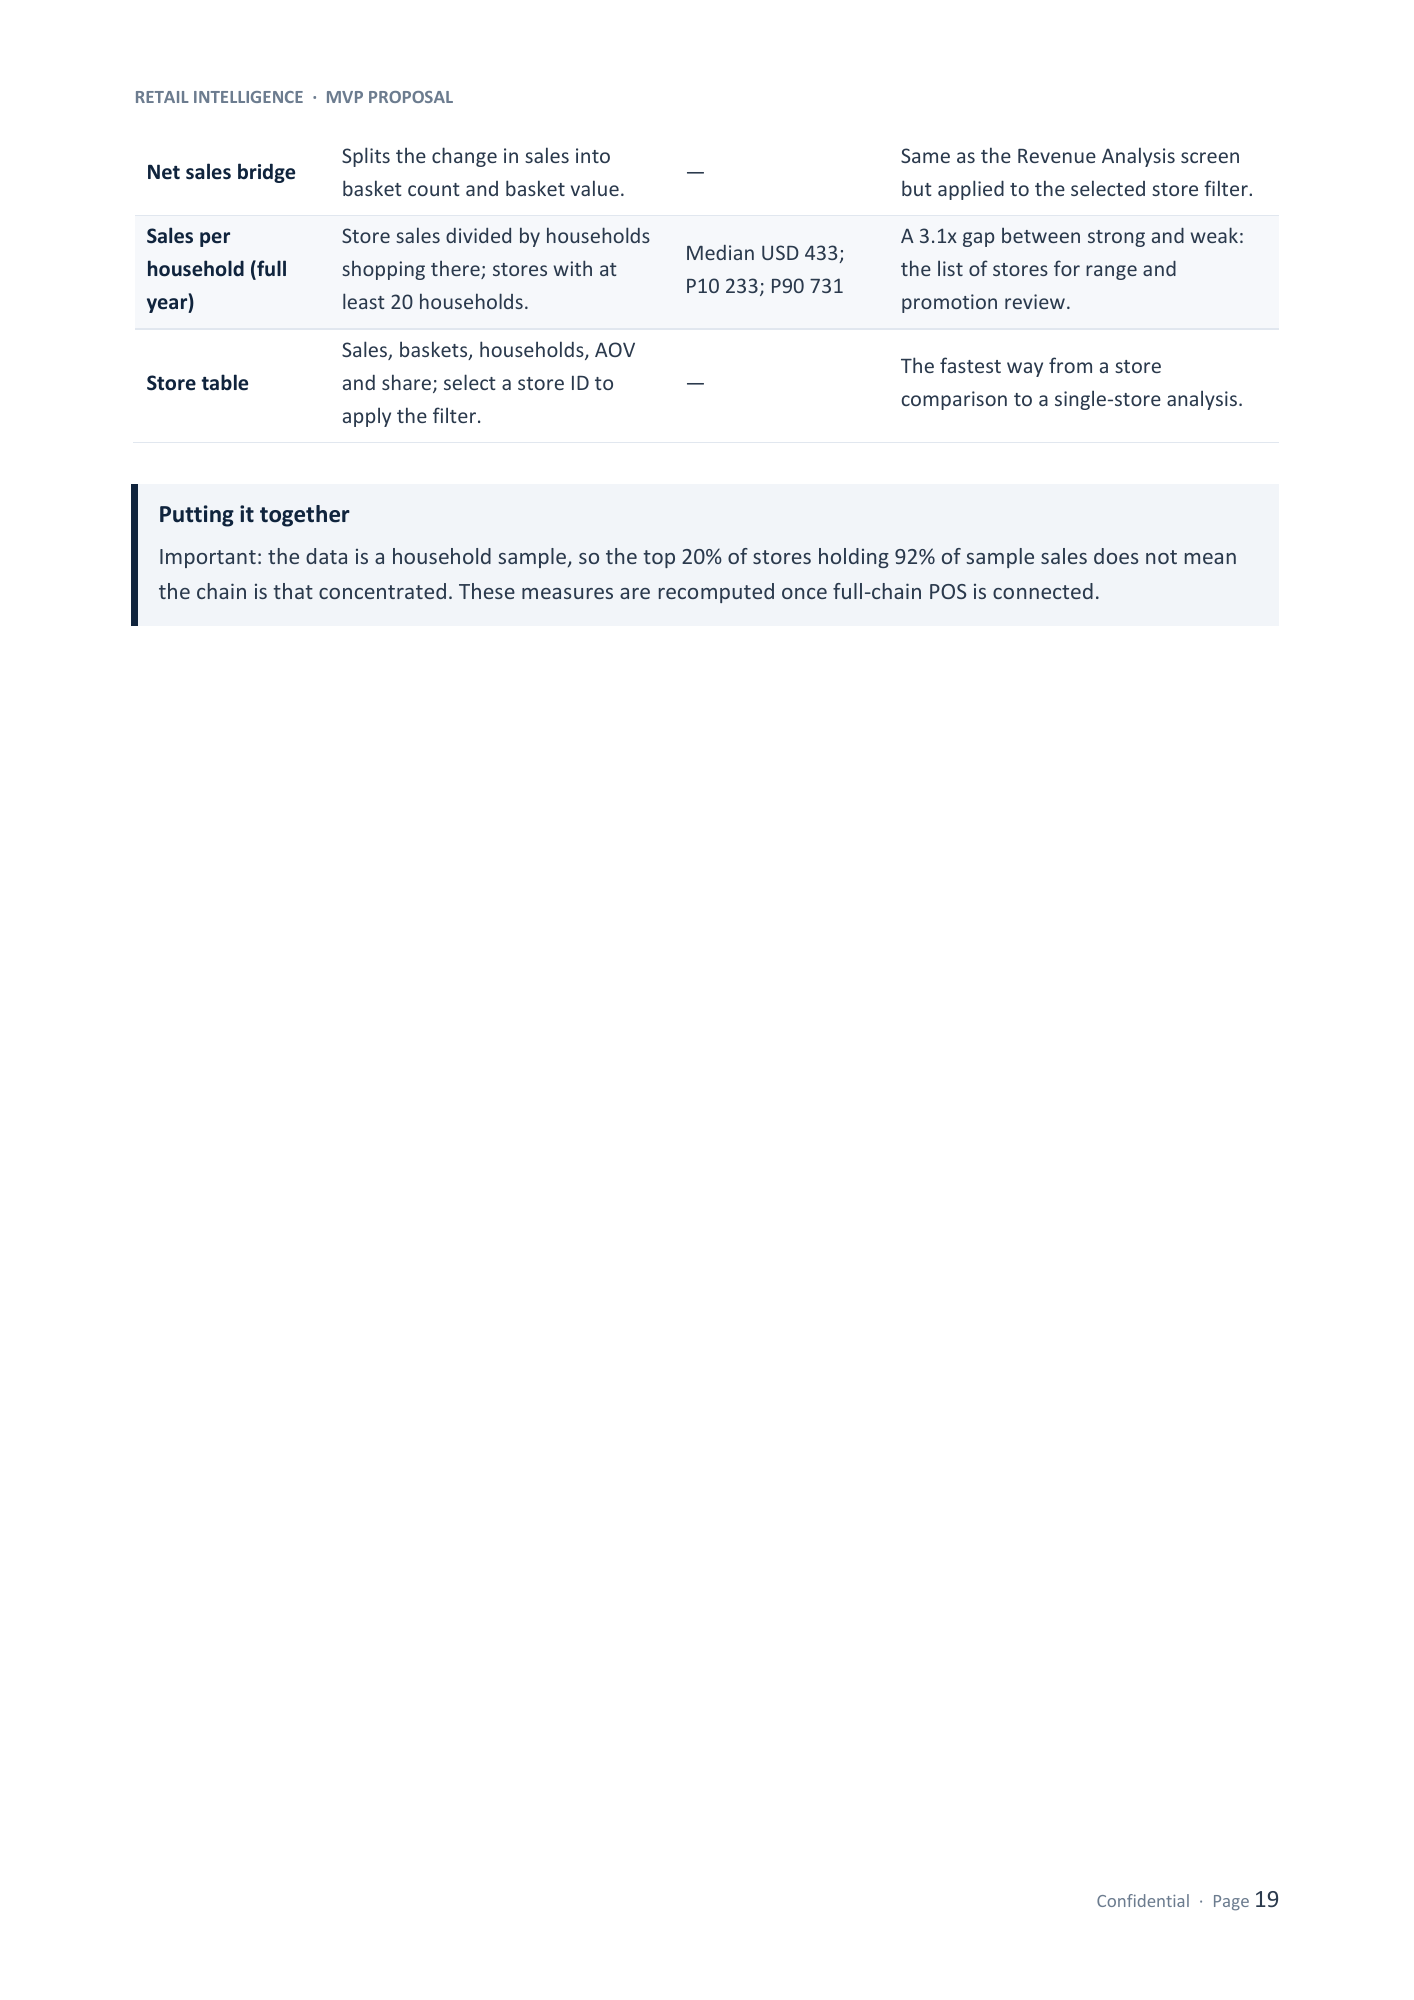 RETAIL INTELLIGENCE · MVP PROPOSAL
Net sales bridge
Splits the change in sales into
basket count and basket value.
—
Same as the Revenue Analysis screen
but applied to the selected store filter.
Sales per
household (full
year)
Store sales divided by households
shopping there; stores with at
least 20 households.
Median USD 433;
P10 233; P90 731
A 3.1x gap between strong and weak:
the list of stores for range and
promotion review.
Store table
Sales, baskets, households, AOV
and share; select a store ID to
apply the filter.
—
The fastest way from a store
comparison to a single-store analysis.
Putting it together
Important: the data is a household sample, so the top 20% of stores holding 92% of sample sales does not mean
the chain is that concentrated. These measures are recomputed once full-chain POS is connected.
Confidential · Page 19